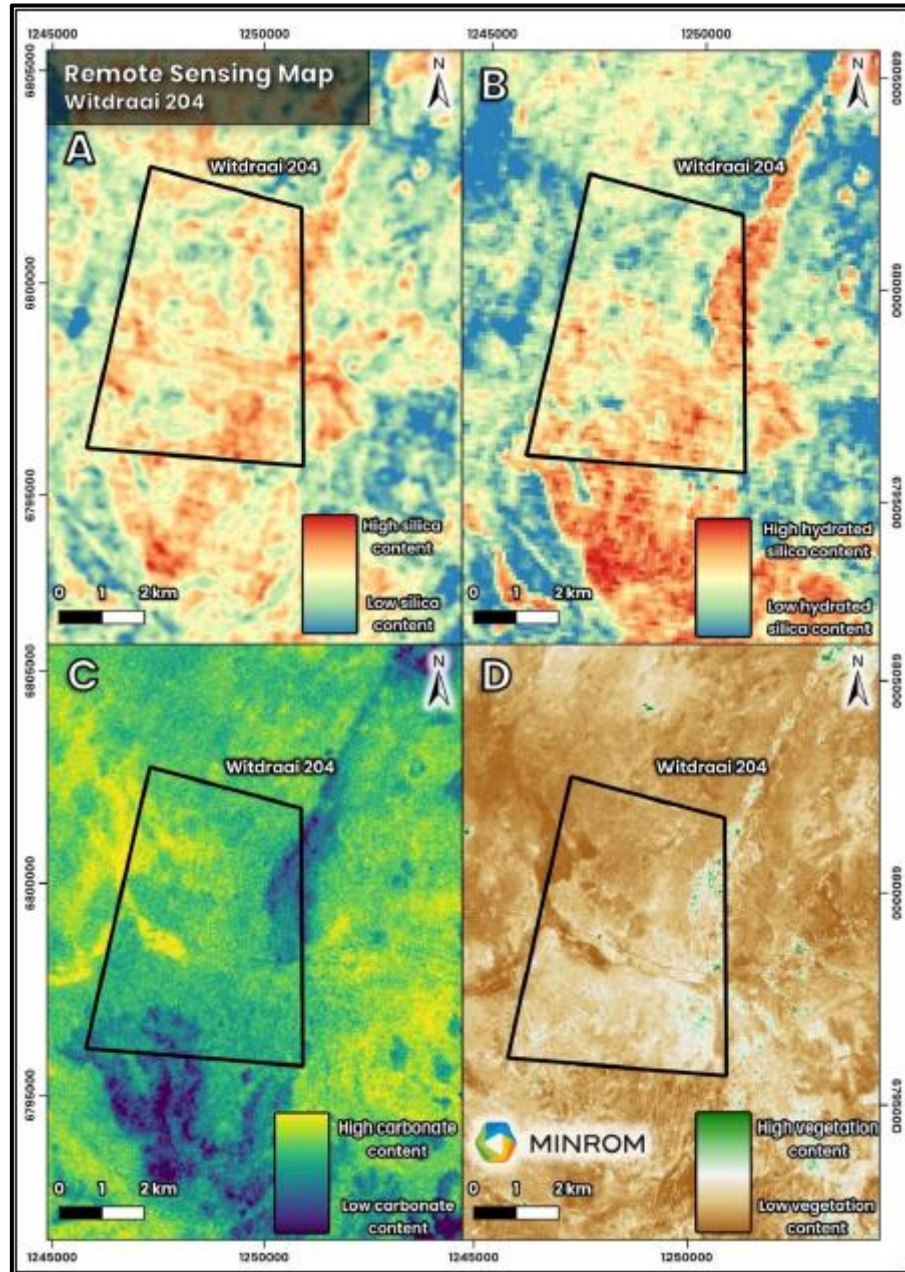 1245000
1250000
1245000
1250000
Remote Sensing Map
Witdraai 204
N
N
A
B
6805000
6805000
Witdraai 204
Witdraai 204
6800000
6800000
6795000
6795000
High silica
content
Low silica
content
0 1 2 km
High hydrated
silica content
Low hydrated
silica content
0 1 2 km
C
N
D
N
6805000
6805000
Witdraai 204
Witdraai 204
6800000
6800000
6795000
6795000
High carbonate
content
Low carbonate
content
0 1 2 km
MINROM
High vegetation
content
Low vegetation
content
0 1 2 km
1245000
1250000
1245000
1250000